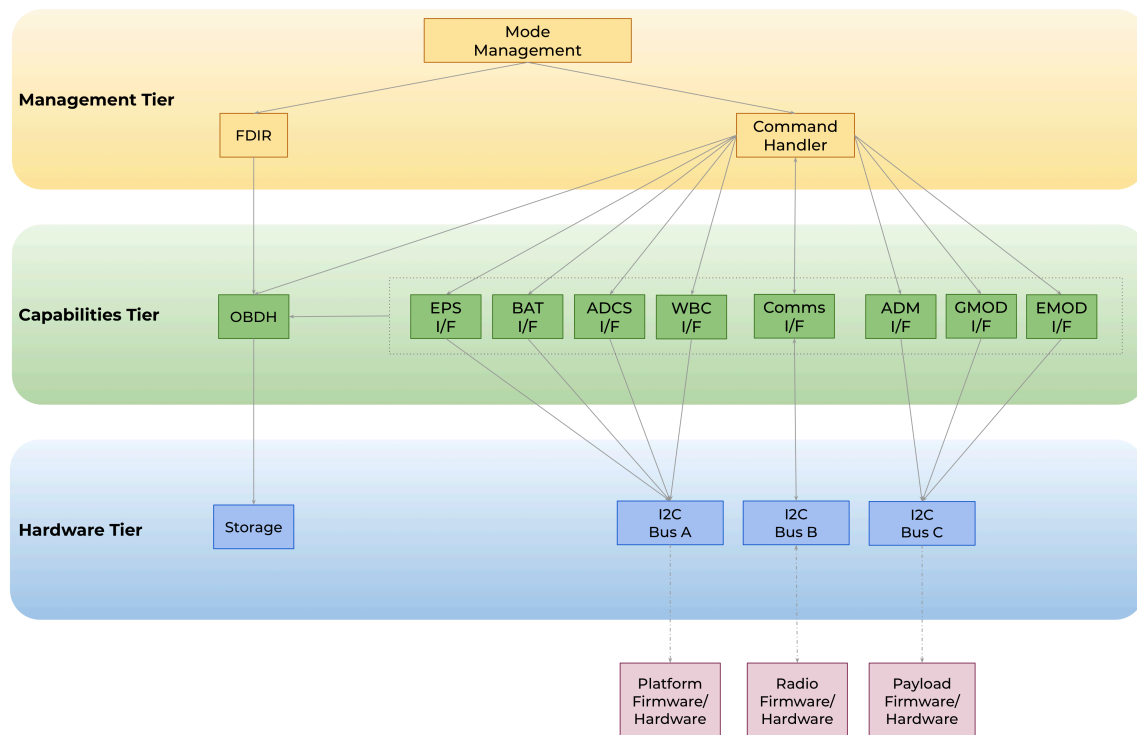 Mode
Management
Management Tier
FDIR
Command
Handler
Capabilities Tier
OBDH
EPS
I/F
BAT
I/F
ADCS
I/F
WBC
I/F
Comms
I/F
ADM
I/F
GMOD
I/F
EMOD
I/F
Hardware Tier
Storage
I2C
Bus A
I2C
Bus B
I2C
Bus C
Platform
Firmware/
Hardware
Radio
Firmware/
Hardware
Payload
Firmware/
Hardware